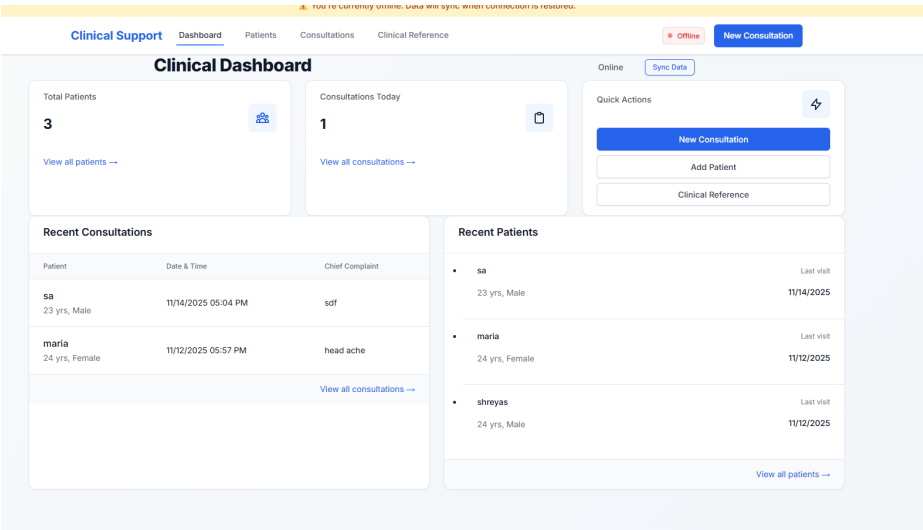 ⚠ You're currently offline. Data will sync when connection is restored.
Clinical Support Dashboard Patients Consultations Clinical Reference Offline New Consultation
Clinical Dashboard Online Sync Data
Total Patients
3
View all patients →
Consultations Today
1
View all consultations →
Quick Actions
New Consultation
Add Patient
Clinical Reference
Recent Consultations
Patient Date & Time Chief Complaint
sa
23 yrs, Male
11/14/2025 05:04 PM
sdf
maria
24 yrs, Female
11/12/2025 05:57 PM
head ache
View all consultations →
Recent Patients
sa
23 yrs, Male
Last visit
11/14/2025
maria
24 yrs, Female
Last visit
11/12/2025
shreyas
24 yrs, Male
Last visit
11/12/2025
View all patients →